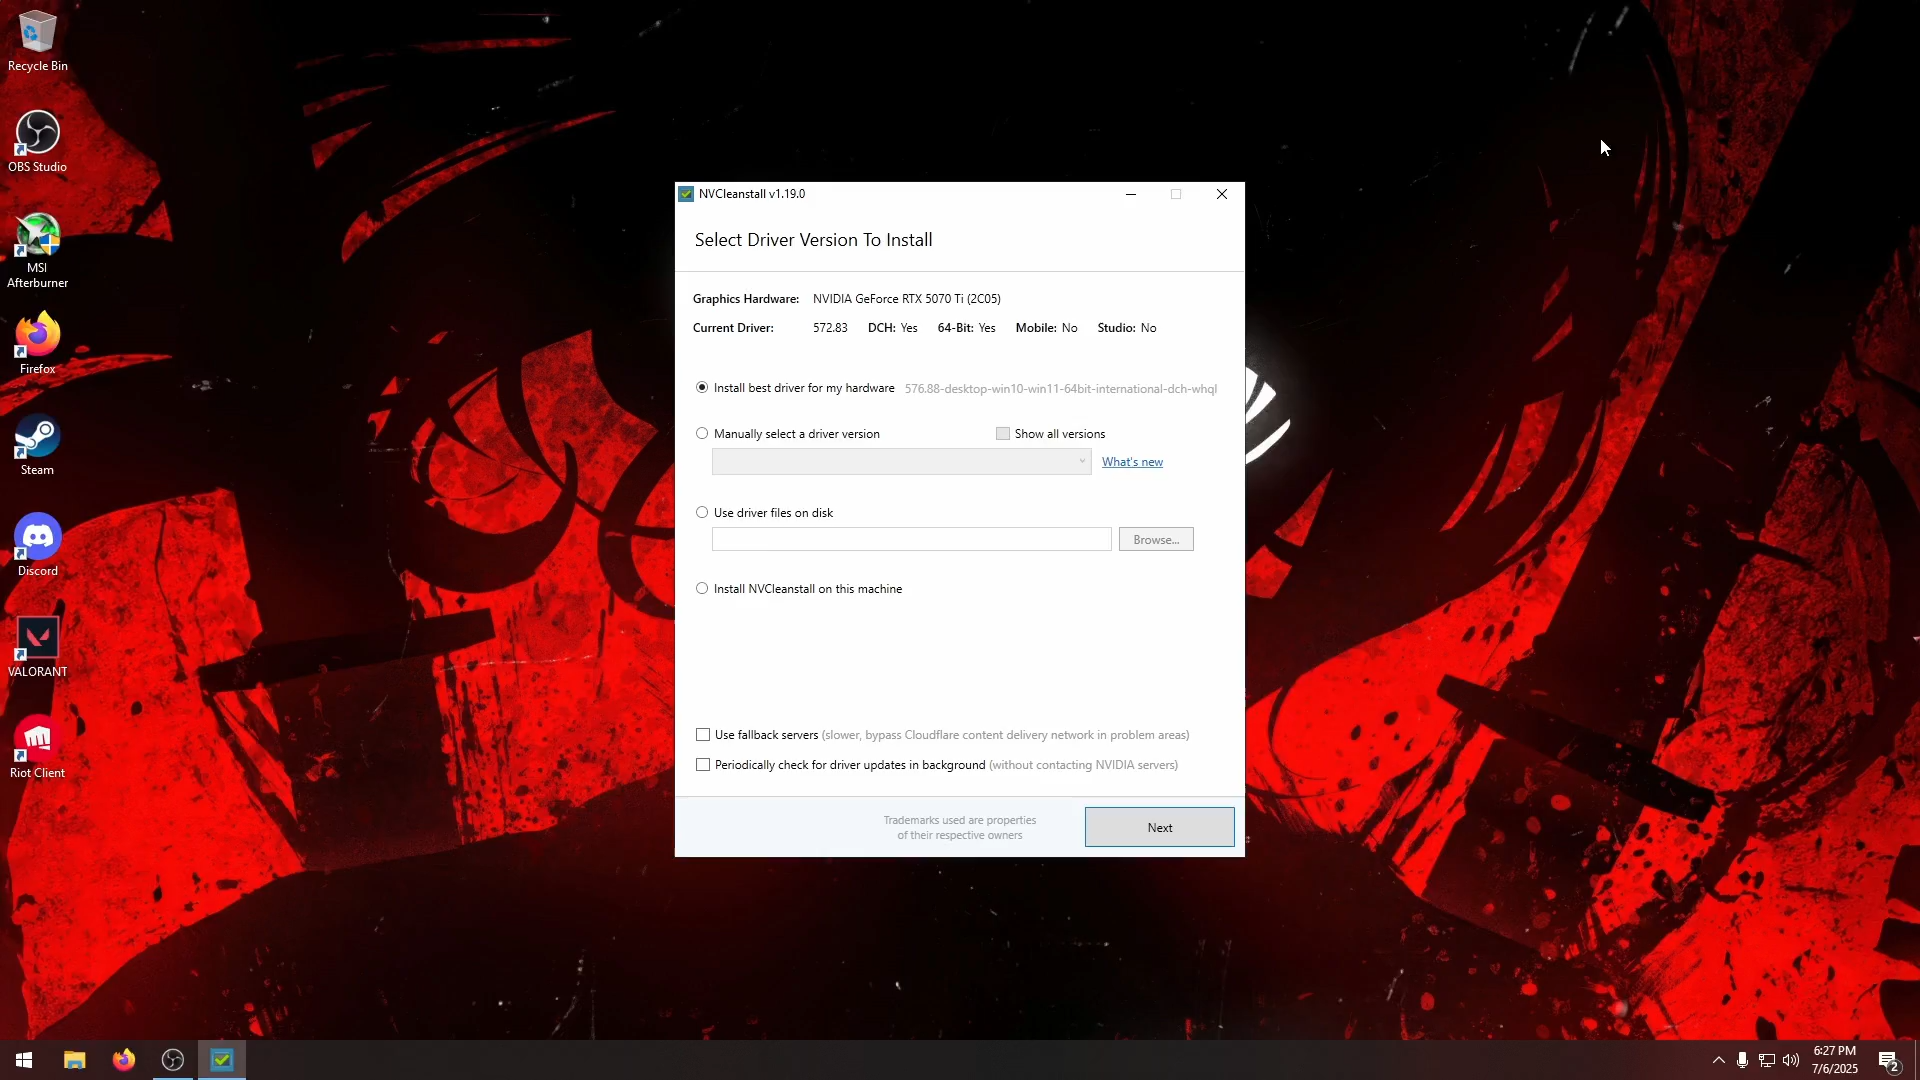 Recycle Bin
OBS Studio
MSI
Afterburner
Firefox
Steam
Discord
VALORANT
Riot Client
NVCleanstall v1.19.0
Select Driver Version To Install
Graphics Hardware: NVIDIA GeForce RTX 5070 Ti (2C05)
Current Driver: 572.83 DCH: Yes 64-Bit: Yes Mobile: No Studio: No
Install best driver for my hardware 576.88-desktop-win10-win11-64bit-international-dch-whql
Manually select a driver version Show all versions
What's new
Use driver files on disk
Browse...
Install NVCleanstall on this machine
Use fallback servers (slower, bypass Cloudflare content delivery network in problem areas)
Periodically check for driver updates in background (without contacting NVIDIA servers)
Trademarks used are properties
of their respective owners
Next
6:27 PM
7/6/2025
2